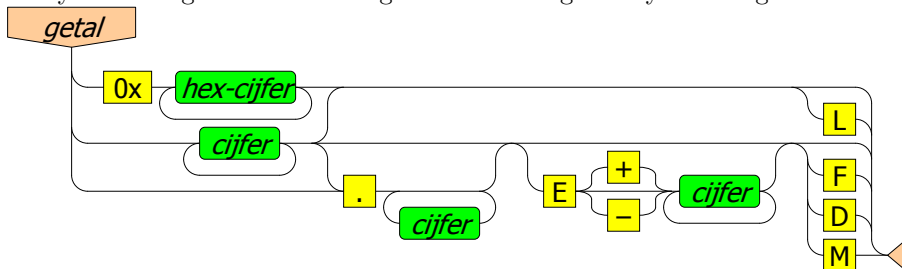 getal
0x hex-cijfer
L
cijfer
E + cijfer F
. cijfer − D
M